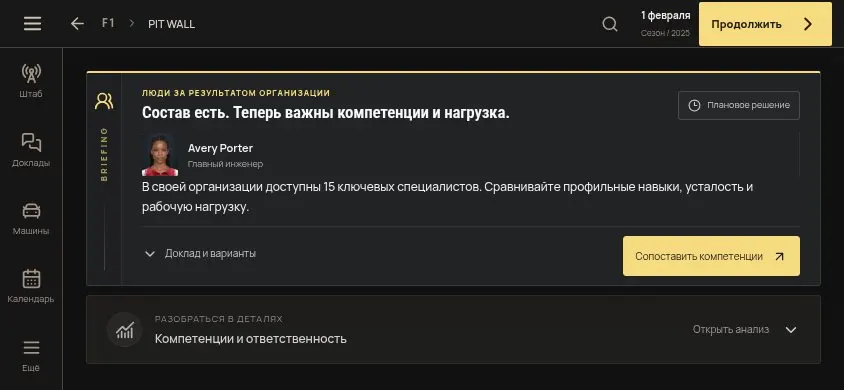 F1 > PIT WALL
1 февраля
Сезон / 2025
Продолжить
Штаб
Доклады
Машины
Календарь
Ещё
BRIEFING
ЛЮДИ ЗА РЕЗУЛЬТАТОМ ОРГАНИЗАЦИИ
Состав есть. Теперь важны компетенции и нагрузка.
Плановое решение
Avery Porter
Главный инженер
В своей организации доступны 15 ключевых специалистов. Сравнивайте профильные навыки, усталость и
рабочую нагрузку.
Доклад и варианты
Сопоставить компетенции
РАЗОБРАТЬСЯ В ДЕТАЛЯХ
Компетенции и ответственность
Открыть анализ